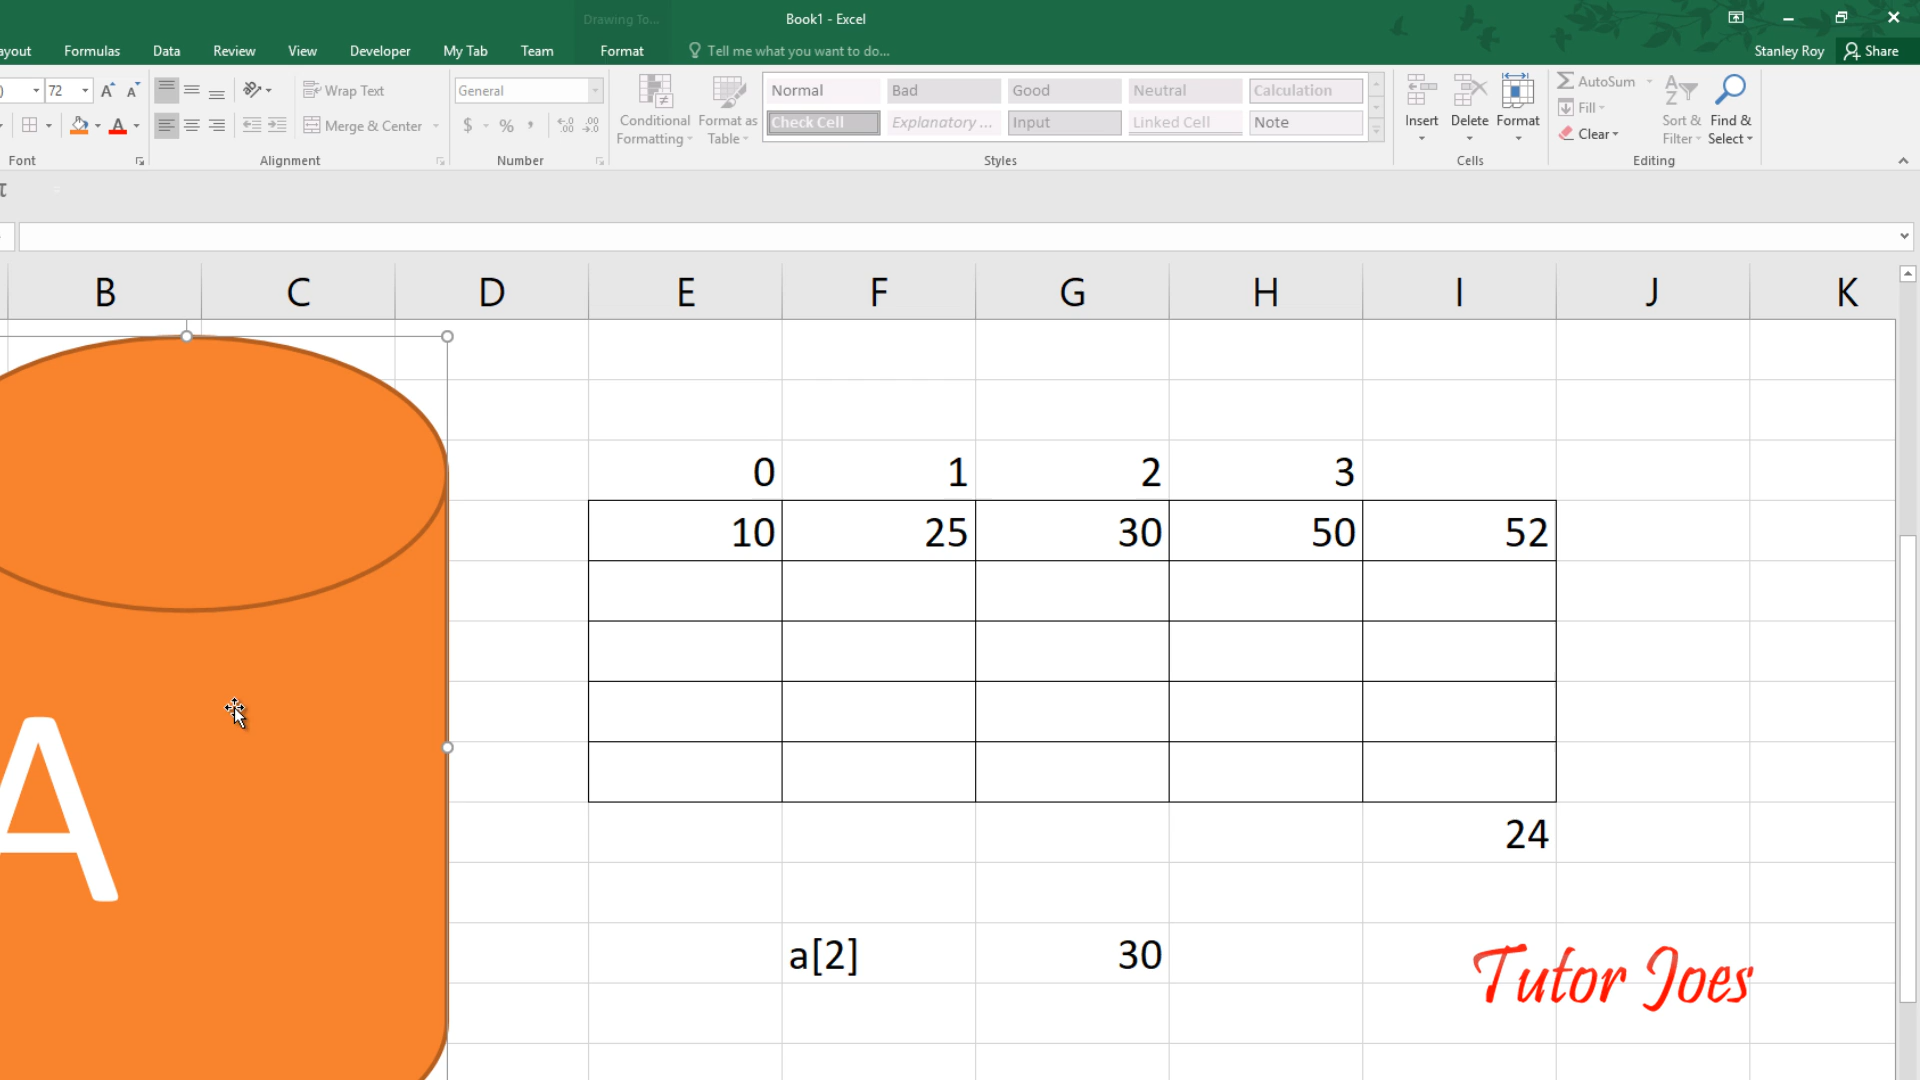 Drawing To... Book1 - Excel
ayout Formulas Data Review View Developer My Tab Team Format Tell me what you want to do... Stanley Roy Share
72 Wrap Text General Normal Bad Good Neutral Calculation AutoSum
Merge & Center $ % Conditional Formatting Format as Table Check Cell Explanatory ... Input Linked Cell Note Insert Delete Format Fill Clear Sort & Filter Find & Select
Font Alignment Number Styles Cells Editing
B C D E F G H I J K
0 1 2 3
10 25 30 50 52
A
24
a[2] 30
Tutor Joes